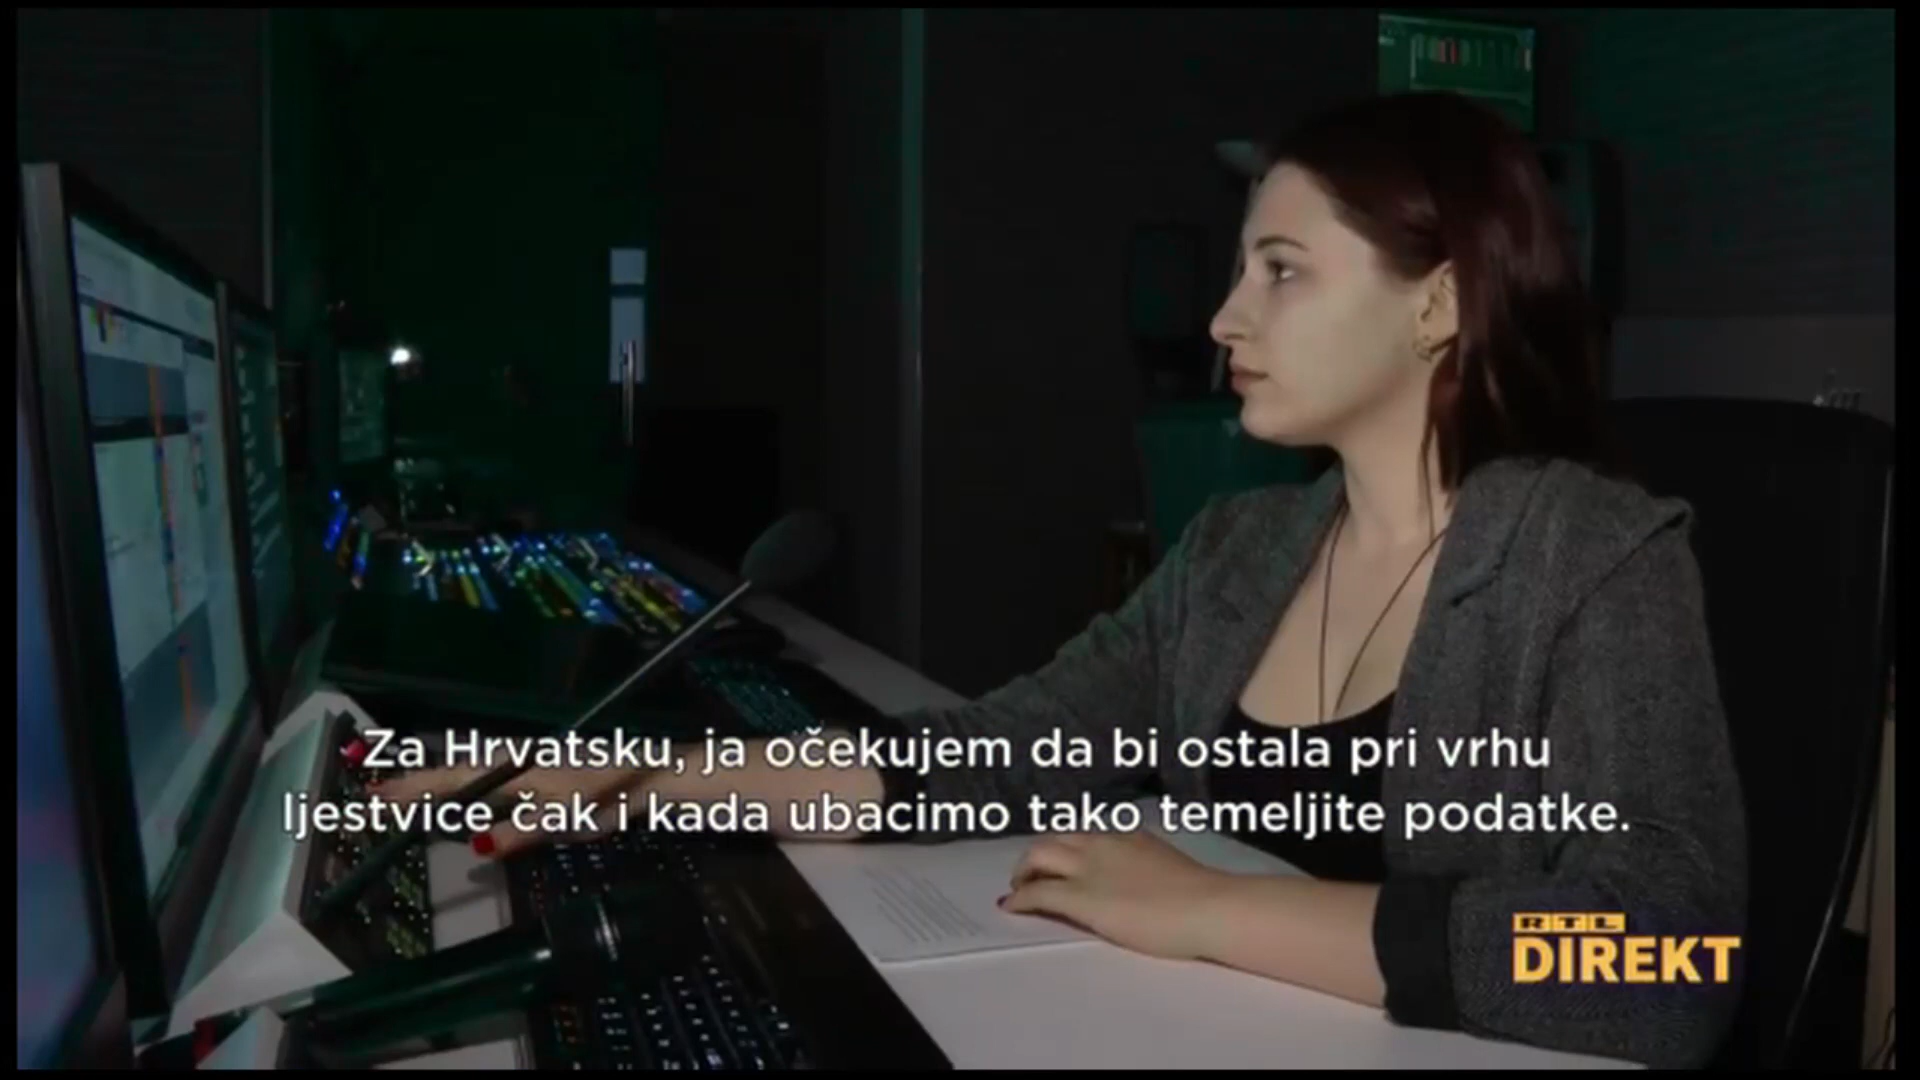 Za Hrvatsku, ja očekujem da bi ostala pri vrhu
ljestvice čak i kada ubacimo tako temeljite podatke.
RTL
DIREKT